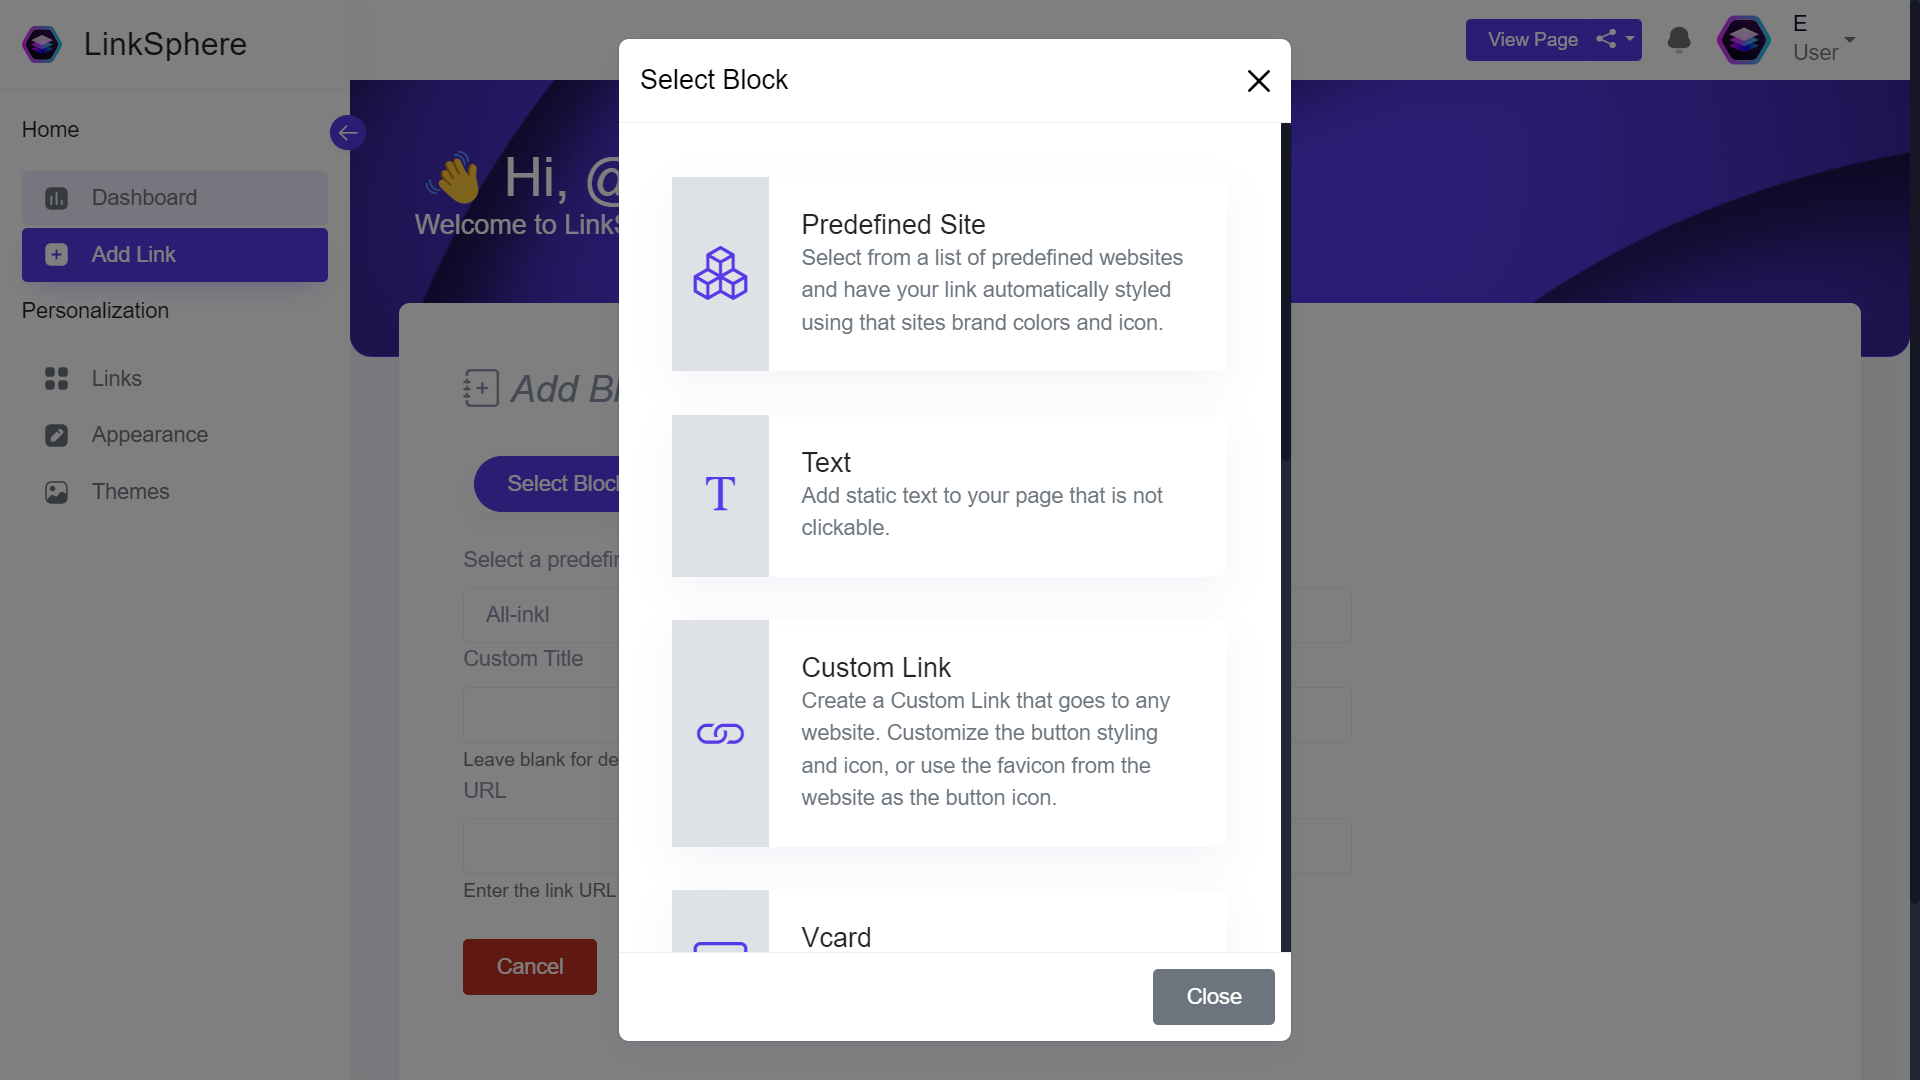 LinkSphere
View Page
E
User
Select Block
Home
Dashboard
Add Link
Personalization
Links
Appearance
Themes
Hi, @
Welcome to Link
Add Bl
Select Block
Select a predefin
All-inkl
Custom Title
Leave blank for de
URL
Enter the link URL
Cancel
Predefined Site
Select from a list of predefined websites
and have your link automatically styled
using that sites brand colors and icon.
T
Text
Add static text to your page that is not
clickable.
Custom Link
Create a Custom Link that goes to any
website. Customize the button styling
and icon, or use the favicon from the
website as the button icon.
Vcard
Close